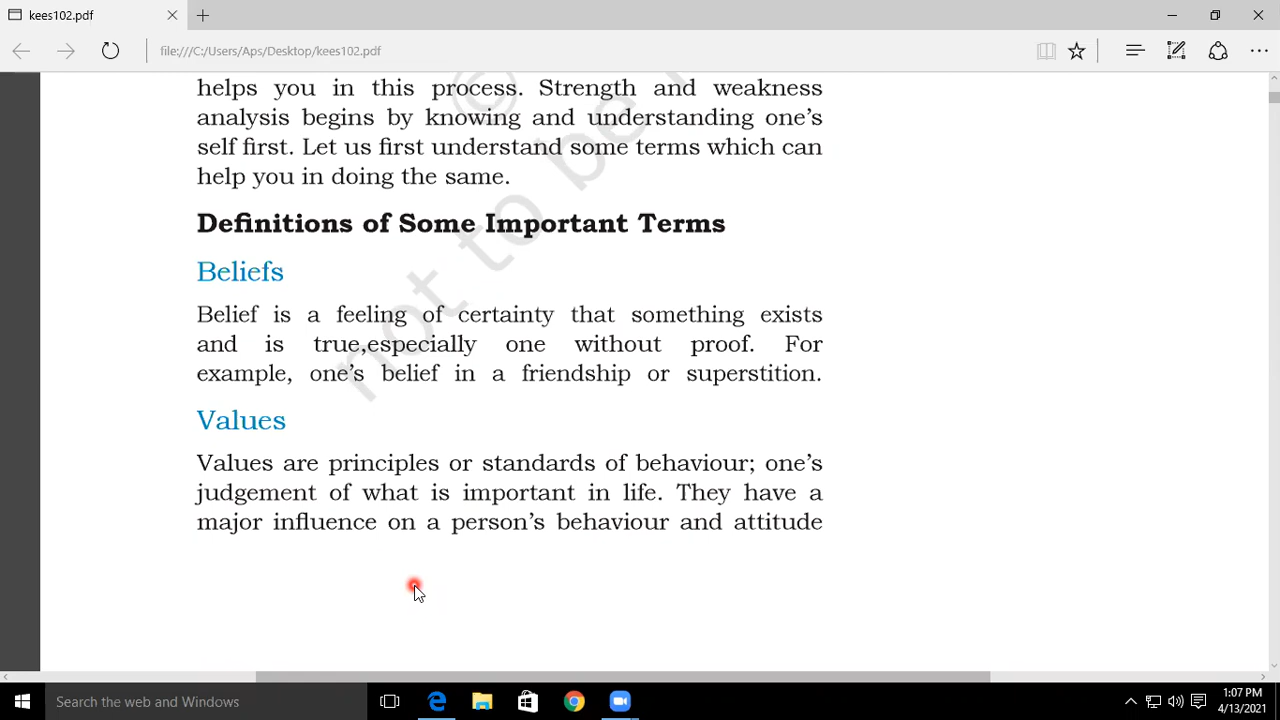 kees102.pdf
file:///C:/Users/Aps/Desktop/kees102.pdf
helps you in this process. Strength and weakness
analysis begins by knowing and understanding one's
self first. Let us first understand some terms which can
help you in doing the same.
Definitions of Some Important Terms
Beliefs
Belief is a feeling of certainty that something exists
and is true,especially one without proof. For
example, one's belief in a friendship or superstition.
Values
Values are principles or standards of behaviour; one's
judgement of what is important in life. They have a
major influence on a person's behaviour and attitude
© not to be
Search the web and Windows
1:07 PM
4/13/2021